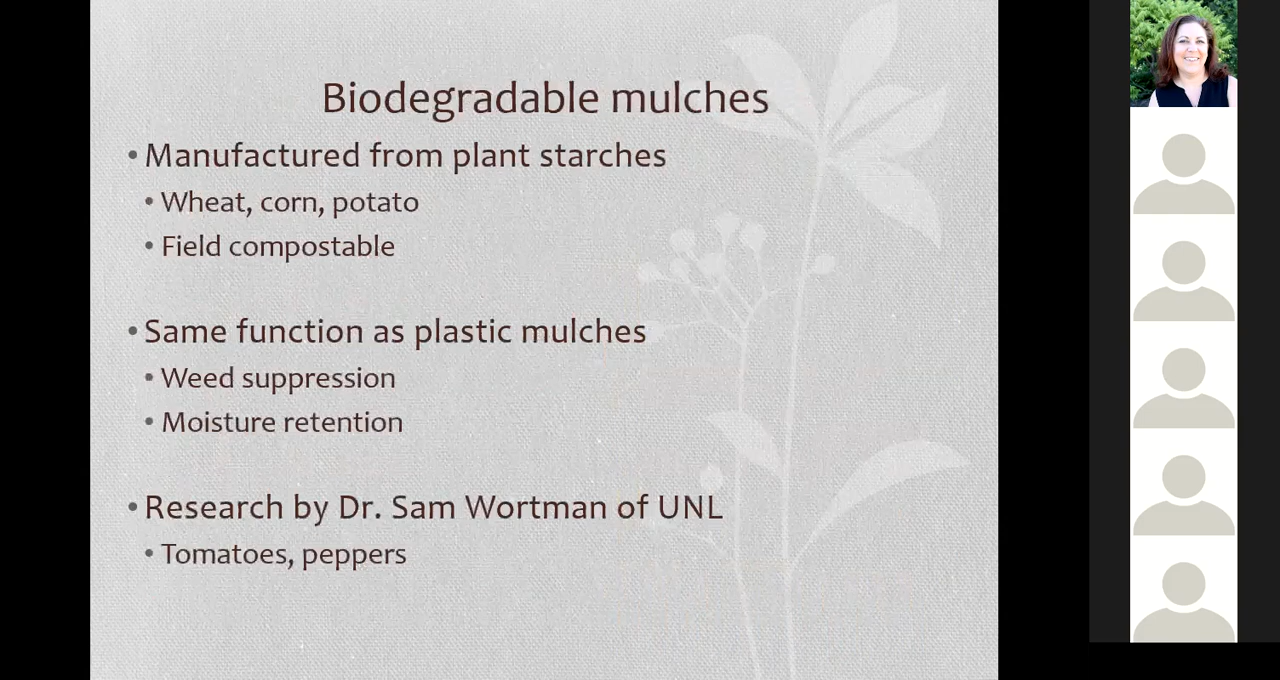 Biodegradable mulches
• Manufactured from plant starches
• Wheat, corn, potato
• Field compostable
• Same function as plastic mulches
• Weed suppression
• Moisture retention
• Research by Dr. Sam Wortman of UNL
• Tomatoes, peppers